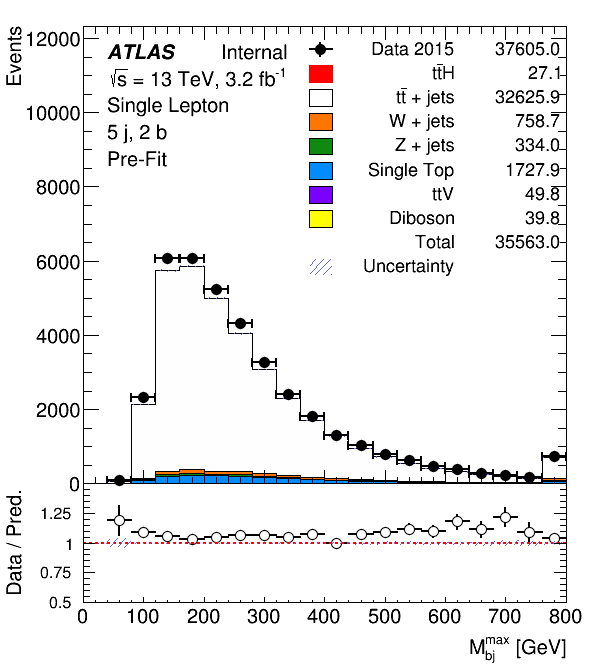 ATLAS Internal
√s = 13 TeV, 3.2 fb⁻¹
Single Lepton
5 j, 2 b
Pre-Fit
Data 2015 37605.0
tt̄H 27.1
tt̄ + jets 32625.9
W + jets 758.7
Z + jets 334.0
Single Top 1727.9
ttV 49.8
Diboson 39.8
Total 35563.0
Uncertainty
Events
12000
10000
8000
6000
4000
2000
0
Data / Pred.
1.25
1
0.75
0.5
0 100 200 300 400 500 600 700 800
M_bj^max [GeV]